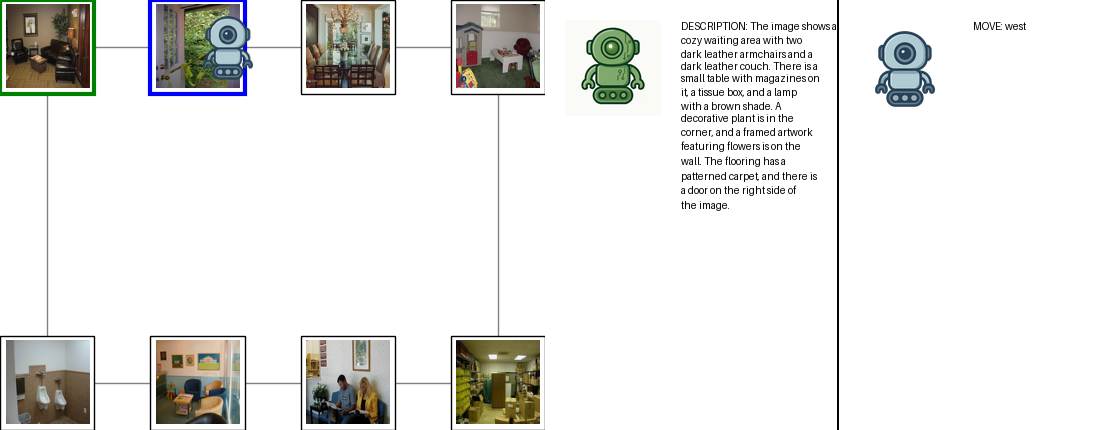 DESCRIPTION: The image shows a
cozy waiting area with two
dark leather armchairs and a
dark leather couch. There is a
small table with magazines on
it, a tissue box, and a lamp
with a brown shade. A
decorative plant is in the
corner, and a framed artwork
featuring flowers is on the
wall. The flooring has a
patterned carpet, and there is
a door on the right side of
the image.
MOVE: west